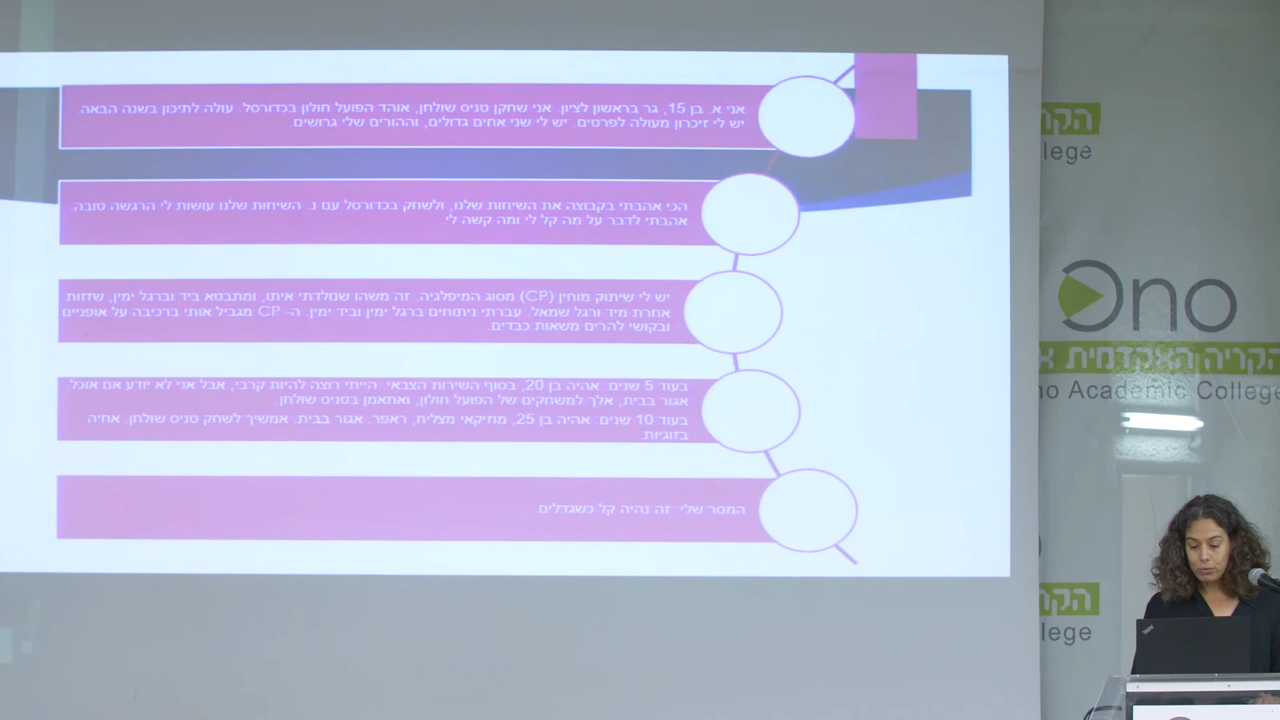 אני א. בן 15, גר בראשון לציון. אני שחקן טניס שולחן, אוהד הפועל חולון בכדורסל. עולה לתיכון בשנה הבאה.
יש לי זיכרון מעולה לפרטים. יש לי שני אחים גדולים, וההורים שלי גרושים.
הכי אהבתי בקבוצה את השיחות שלנו, ולשחק בכדורסל עם נ. השיחות שלנו עושות לי הרגשה טובה
אהבתי לדבר על מה קל לי ומה קשה לי.
יש לי שיתוק מוחין (CP) מסוג המיפלגיה. זה משהו שנולדתי איתו, ומתבטא ביד וברגל ימין, שזזות
אחרת מיד ורגל שמאל. עברתי ניתוחים ברגל ימין וביד ימין. ה- CP מגביל אותי ברכיבה על אופניים
ובקושי להרים משאות כבדים.
בעוד 5 שנים: אהיה בן 20, בסוף השירות הצבאי. הייתי רוצה להיות קרבי, אבל אני לא יודע אם אוכל.
אגור בבית, אלך למשחקים של הפועל חולון, ואתאמן בטניס שולחן.
בעוד 10 שנים: אהיה בן 25, מוזיקאי מצליח, ראפר. אגור בבית. אמשיך לשחק טניס שולחן. אחיה
בזוגיות.
המסר שלי: זה נהיה קל כשגדלים.
הקר
lege
Ono
הקריה האקדמית א
no Academic College
הקר
lege